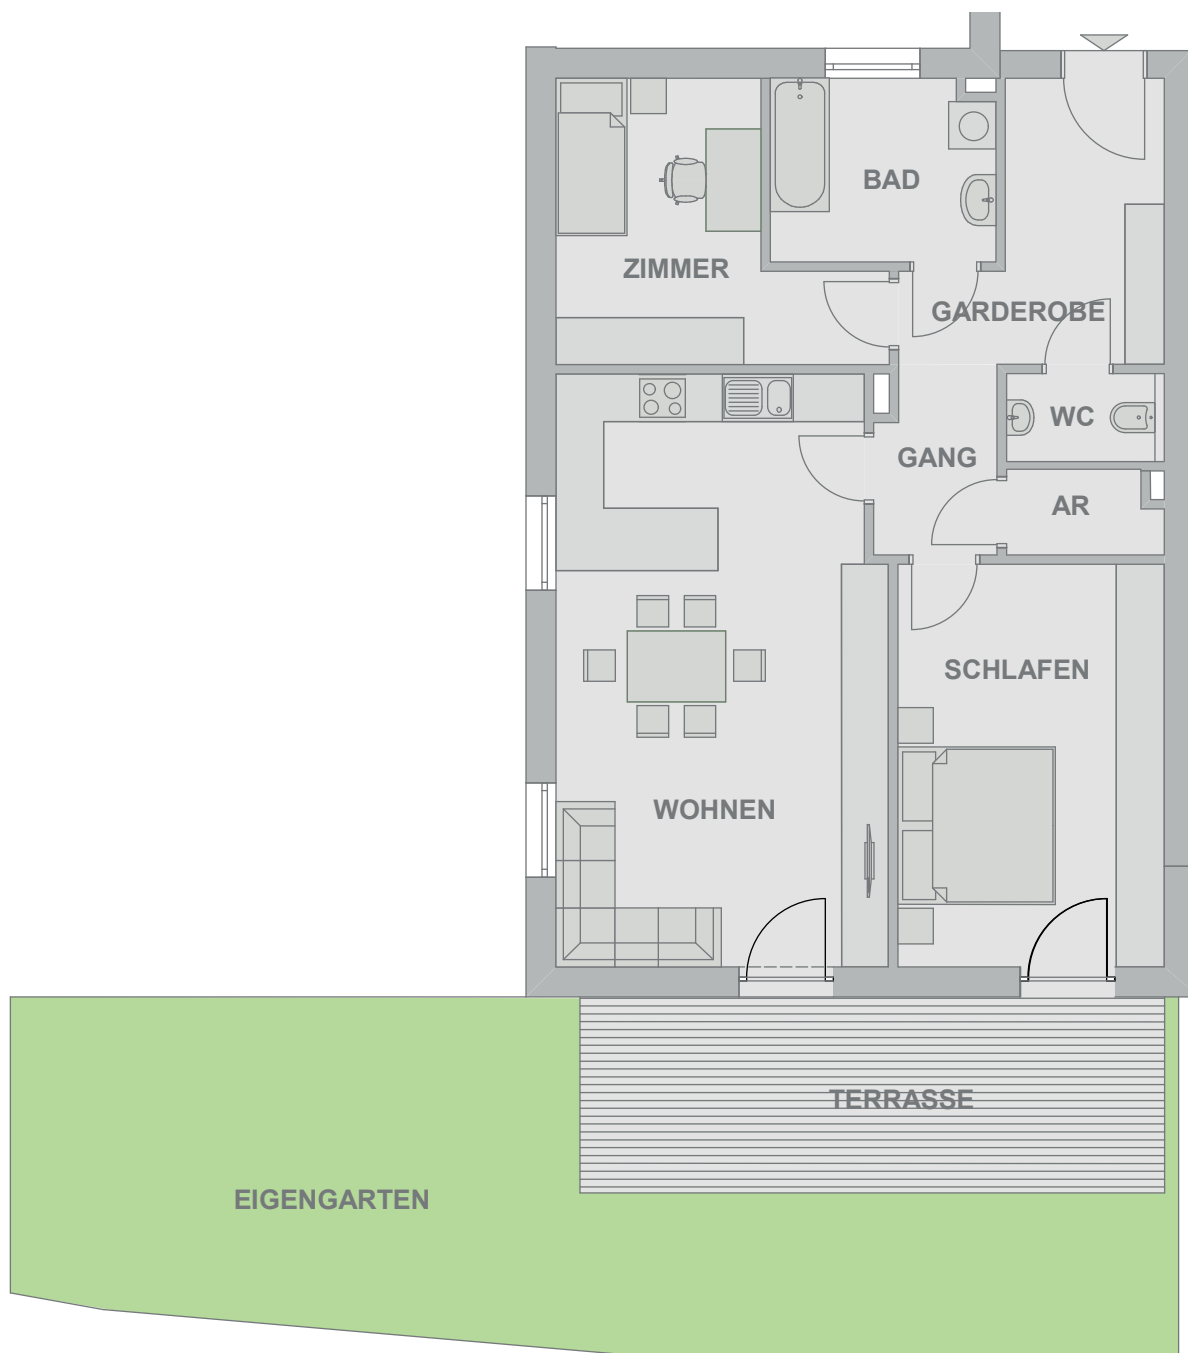 BAD
ZIMMER
GARDEROBE
WC
GANG
AR
SCHLAFEN
WOHNEN
TERRASSE
EIGENGARTEN